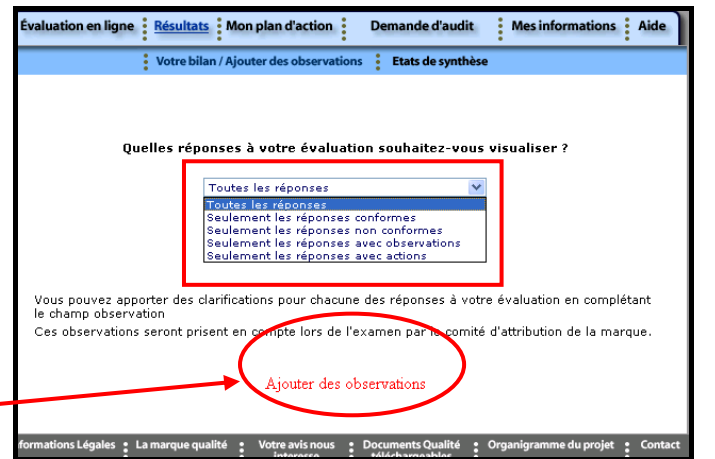 Évaluation en ligne Résultats Mon plan d'action Demande d'audit Mes informations Aide
Votre bilan / Ajouter des observations Etats de synthèse
Quelles réponses à votre évaluation souhaitez-vous visualiser ?
Toutes les réponses
Toutes les réponses
Seulement les réponses conformes
Seulement les réponses non conformes
Seulement les réponses avec observations
Seulement les réponses avec actions
Vous pouvez apporter des clarifications pour chacune des réponses à votre évaluation en complétant
le champ observation
Ces observations seront prisent en compte lors de l'examen par le comité d'attribution de la marque.
Ajouter des observations
formations Légales La marque qualité Votre avis nous Documents Qualité Organigramme du projet Contact
interesse téléchargeables